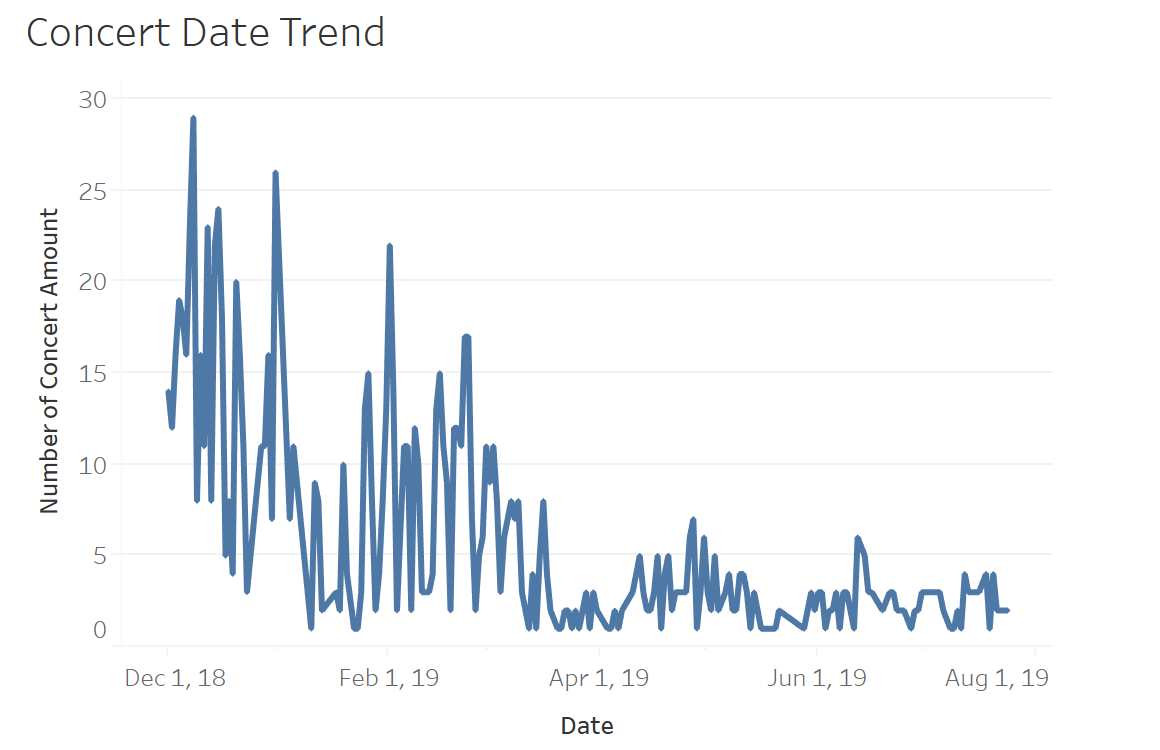 Concert Date Trend
30
25
20
15
10
5
0
Number of Concert Amount
Dec 1, 18 Feb 1, 19 Apr 1, 19 Jun 1, 19 Aug 1, 19
Date